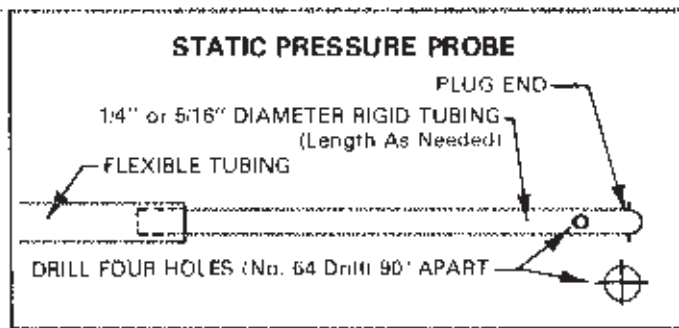 STATIC PRESSURE PROBE
PLUG END
1/4" or 5/16" DIAMETER RIGID TUBING
(Length As Needed)
FLEXIBLE TUBING
DRILL FOUR HOLES (No. 64 Drill) 90° APART